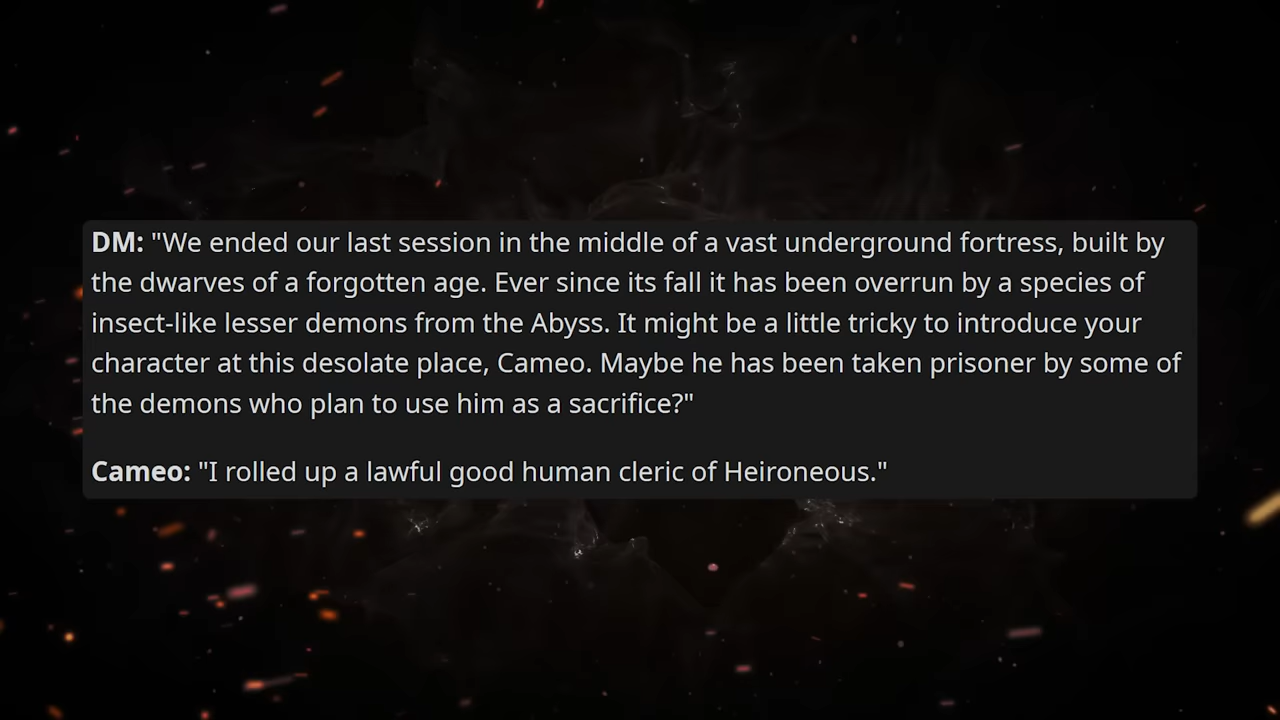 DM: "We ended our last session in the middle of a vast underground fortress, built by
the dwarves of a forgotten age. Ever since its fall it has been overrun by a species of
insect-like lesser demons from the Abyss. It might be a little tricky to introduce your
character at this desolate place, Cameo. Maybe he has been taken prisoner by some of
the demons who plan to use him as a sacrifice?"
Cameo: "I rolled up a lawful good human cleric of Heironeous."